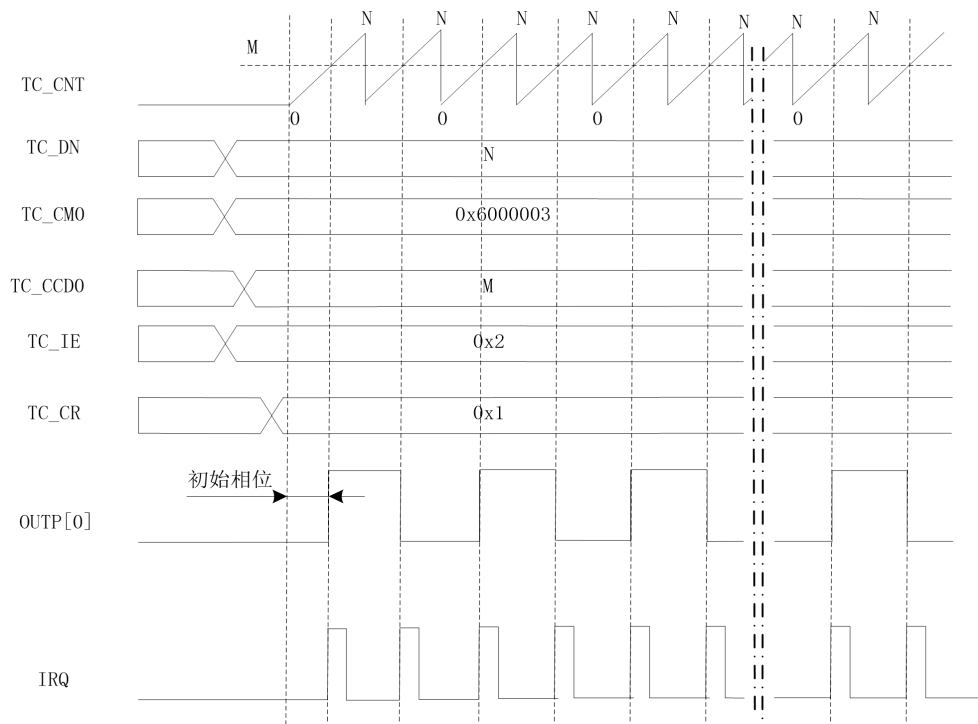 N N N N N N N N
M
TC_CNT
0 0 0 0
TC_DN
N
TC_CM0
0x6000003
TC_CCD0
M
TC_IE
0x2
TC_CR
0x1
初始相位
OUTP[0]
IRQ